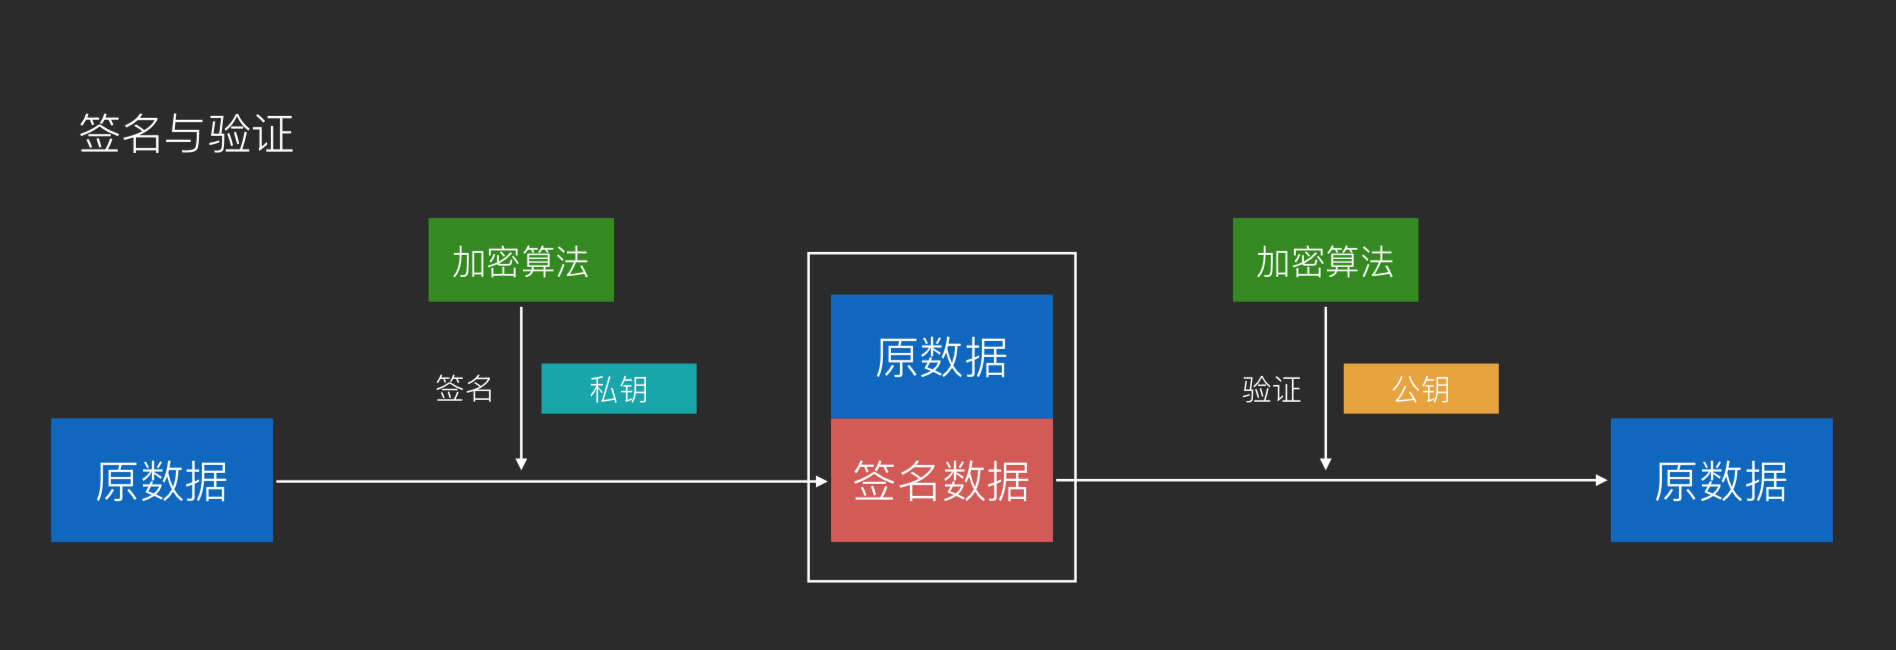 签名与验证
加密算法
加密算法
原数据
签名
私钥
验证
公钥
原数据
签名数据
原数据